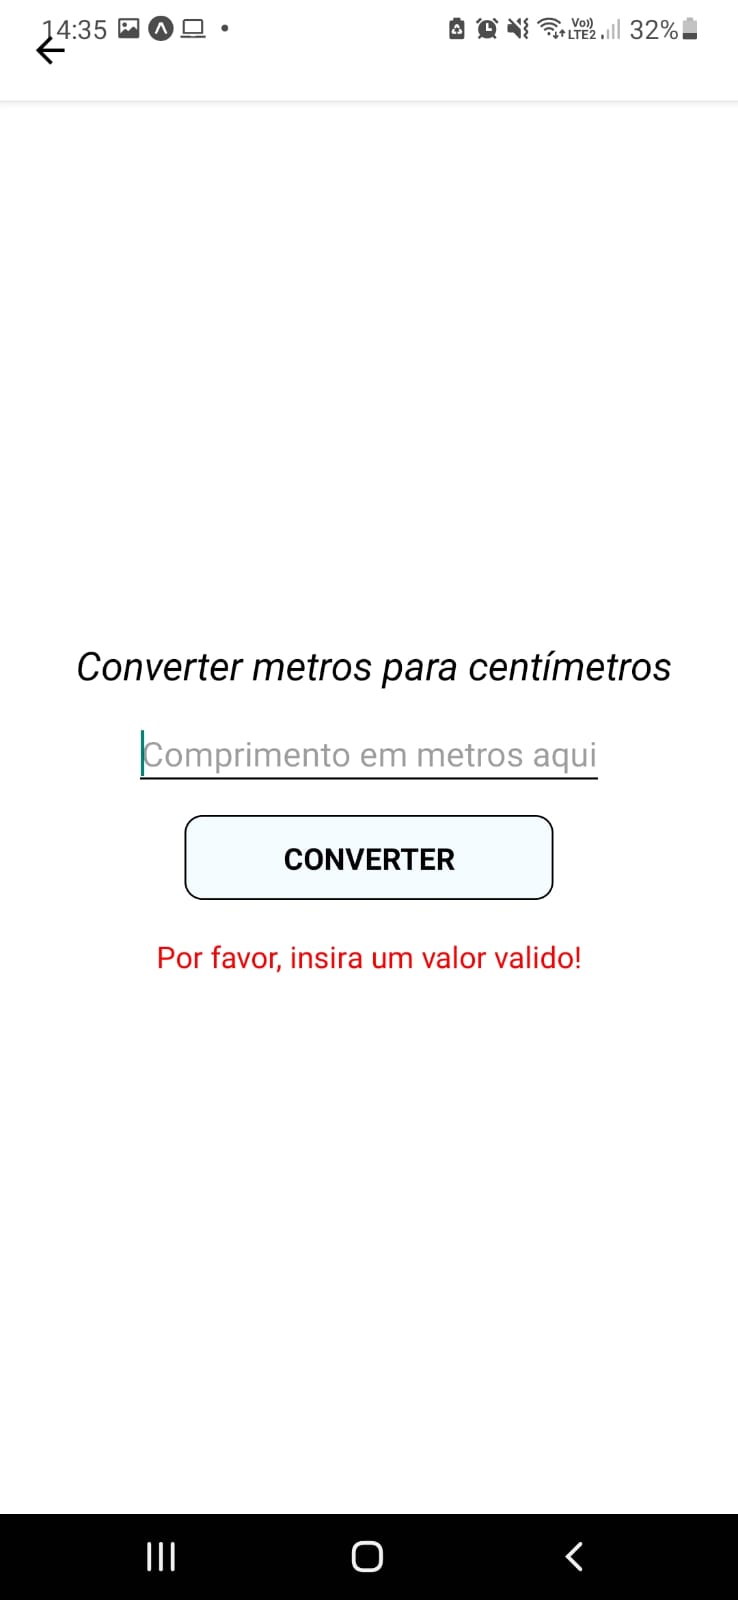 14:35 Vo)) LTE2 32%
Converter metros para centímetros
Comprimento em metros aqui
CONVERTER
Por favor, insira um valor valido!